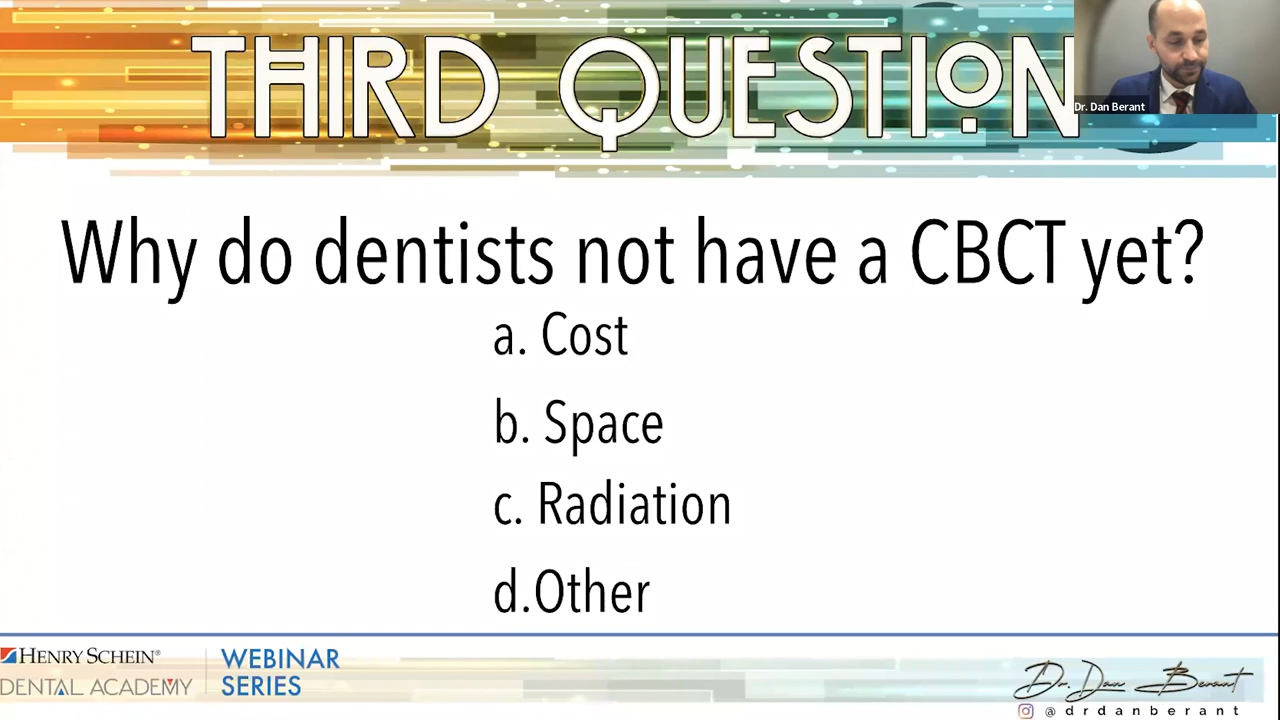 THIRD QUESTION
Dr. Dan Berant
Why do dentists not have a CBCT yet?
a. Cost
b. Space
c. Radiation
d.Other
HENRY SCHEIN®
DENTAL ACADEMY
WEBINAR
SERIES
Dr. Dan Berant
@drdanberant